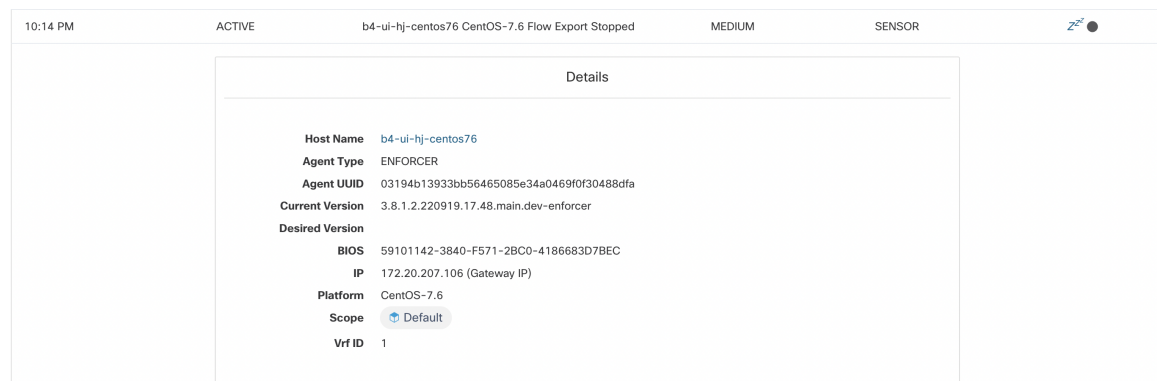 10:14 PM ACTIVE b4-ui-hj-centos76 CentOS-7.6 Flow Export Stopped MEDIUM SENSOR Zzz
Details
Host Name b4-ui-hj-centos76
Agent Type ENFORCER
Agent UUID 03194b13933bb56465085e34a0469f0f30488dfa
Current Version 3.8.1.2.220919.17.48.main.dev-enforcer
Desired Version
BIOS 59101142-3840-F571-2BC0-4186683D7BEC
IP 172.20.207.106 (Gateway IP)
Platform CentOS-7.6
Scope Default
Vrf ID 1